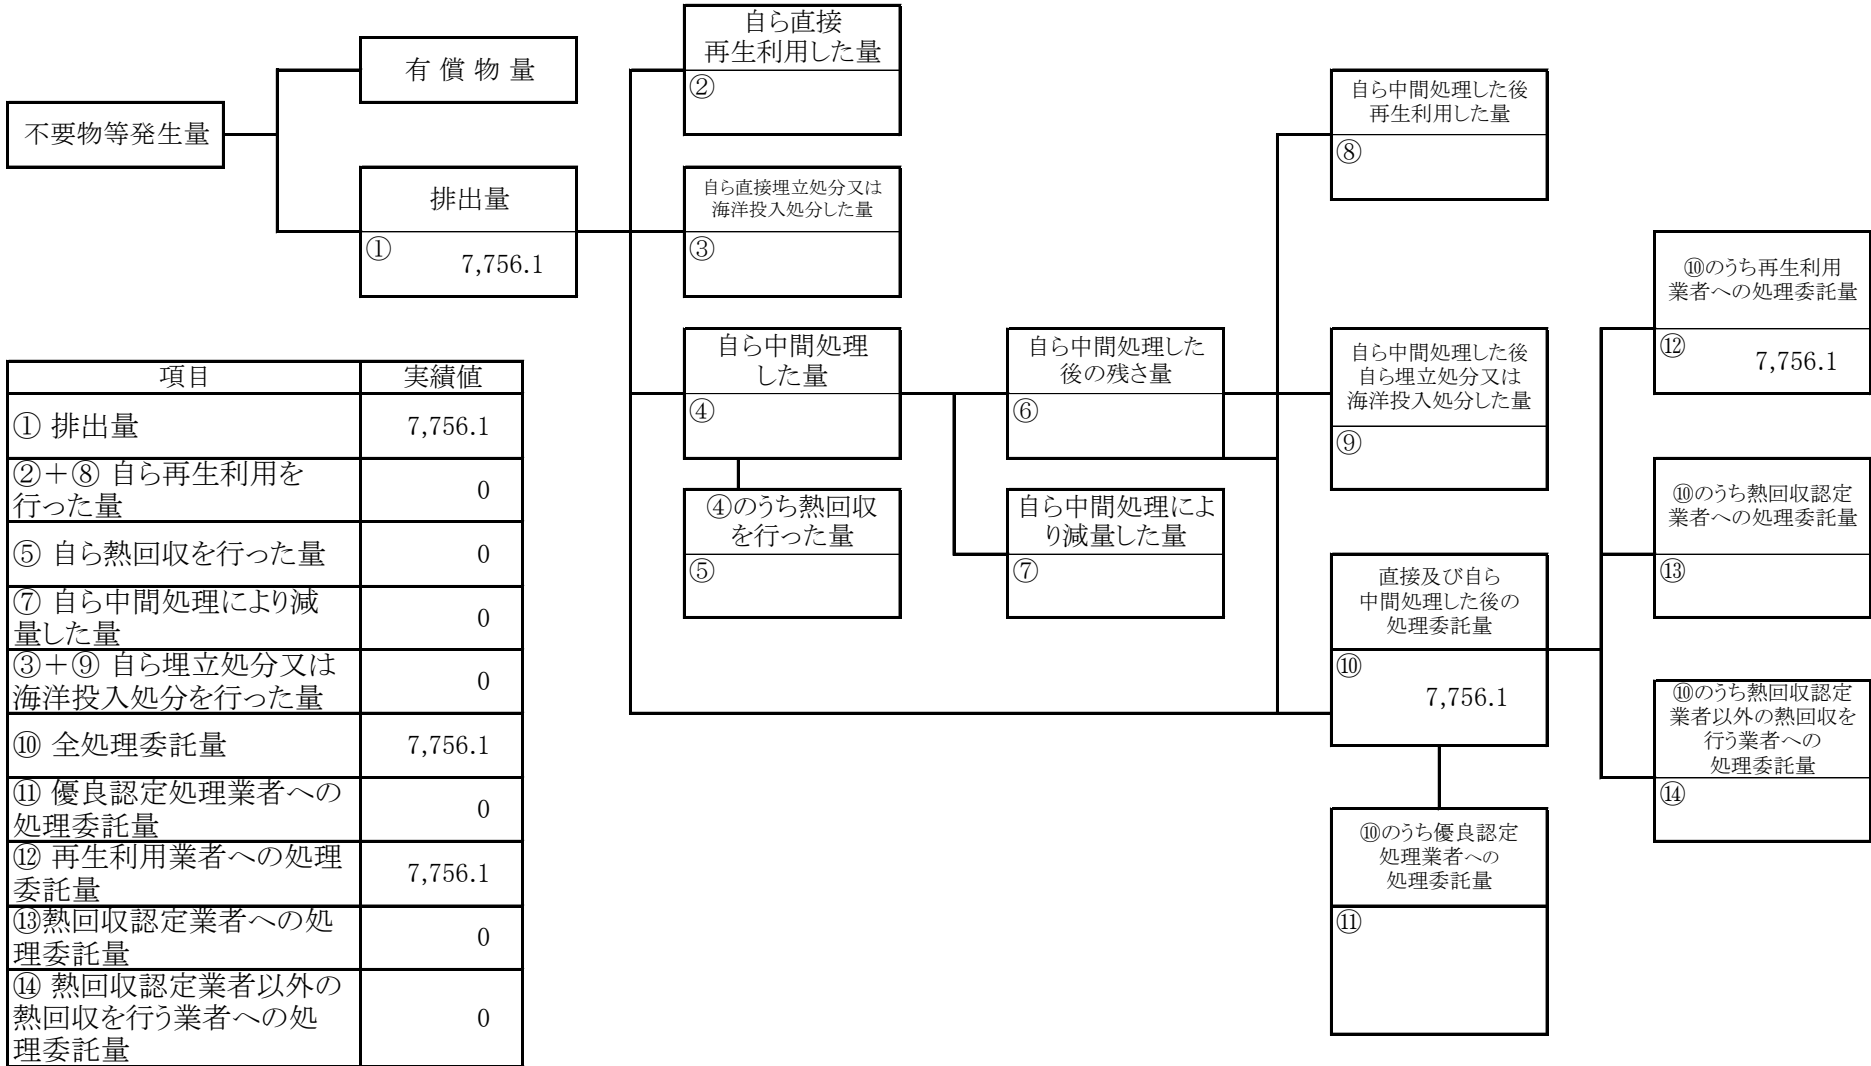 不要物等発生量
有 償 物 量
排出量
①
7,756.1
自ら直接
再生利用した量
②
自ら直接埋立処分又は
海洋投入処分した量
③
自ら中間処理
した量
④
④のうち熱回収
を行った量
⑤
自ら中間処理した
後の残さ量
⑥
自ら中間処理によ
り減量した量
⑦
自ら中間処理した後
再生利用した量
⑧
自ら中間処理した後
自ら埋立処分又は
海洋投入処分した量
⑨
直接及び自ら
中間処理した後の
処理委託量
⑩
7,756.1
⑩のうち優良認定
処理業者への
処理委託量
⑪
⑩のうち再生利用
業者への処理委託量
⑫
7,756.1
⑩のうち熱回収認定
業者への処理委託量
⑬
⑩のうち熱回収認定
業者以外の熱回収を
行う業者への
処理委託量
⑭
項目 実績値
① 排出量 7,756.1
②＋⑧ 自ら再生利用を
行った量 0
⑤ 自ら熱回収を行った量 0
⑦ 自ら中間処理により減
量した量 0
③＋⑨ 自ら埋立処分又は
海洋投入処分を行った量 0
⑩ 全処理委託量 7,756.1
⑪ 優良認定処理業者への
処理委託量 0
⑫ 再生利用業者への処理
委託量 7,756.1
⑬熱回収認定業者への処
理委託量 0
⑭ 熱回収認定業者以外の
熱回収を行う業者への処
理委託量 0